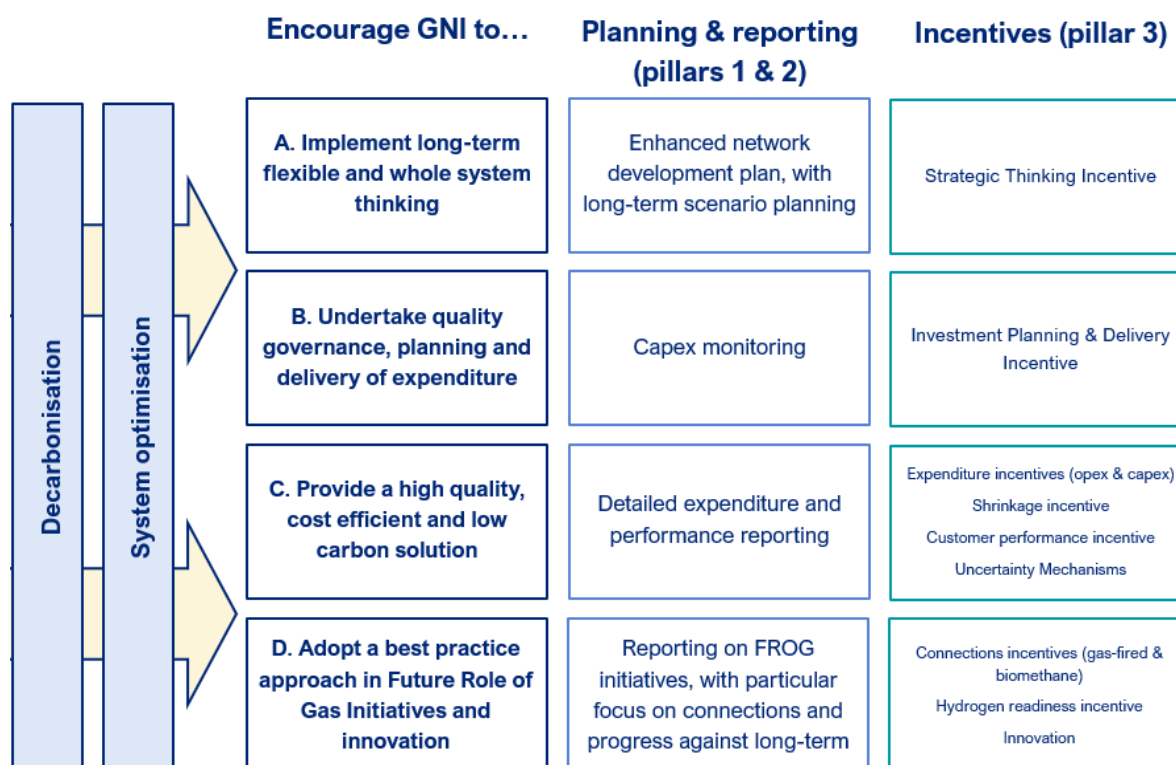 Encourage GNI to…
Planning & reporting
(pillars 1 & 2)
Incentives (pillar 3)
Decarbonisation
System optimisation
A. Implement long-term
flexible and whole system
thinking
Enhanced network
development plan, with
long-term scenario planning
Strategic Thinking Incentive
B. Undertake quality
governance, planning and
delivery of expenditure
Capex monitoring
Investment Planning & Delivery
Incentive
C. Provide a high quality,
cost efficient and low
carbon solution
Detailed expenditure and
performance reporting
Expenditure incentives (opex & capex)
Shrinkage incentive
Customer performance incentive
Uncertainty Mechanisms
D. Adopt a best practice
approach in Future Role of
Gas Initiatives and
innovation
Reporting on FROG
initiatives, with particular
focus on connections and
progress against long-term
Connections incentives (gas-fired &
biomethane)
Hydrogen readiness incentive
Innovation